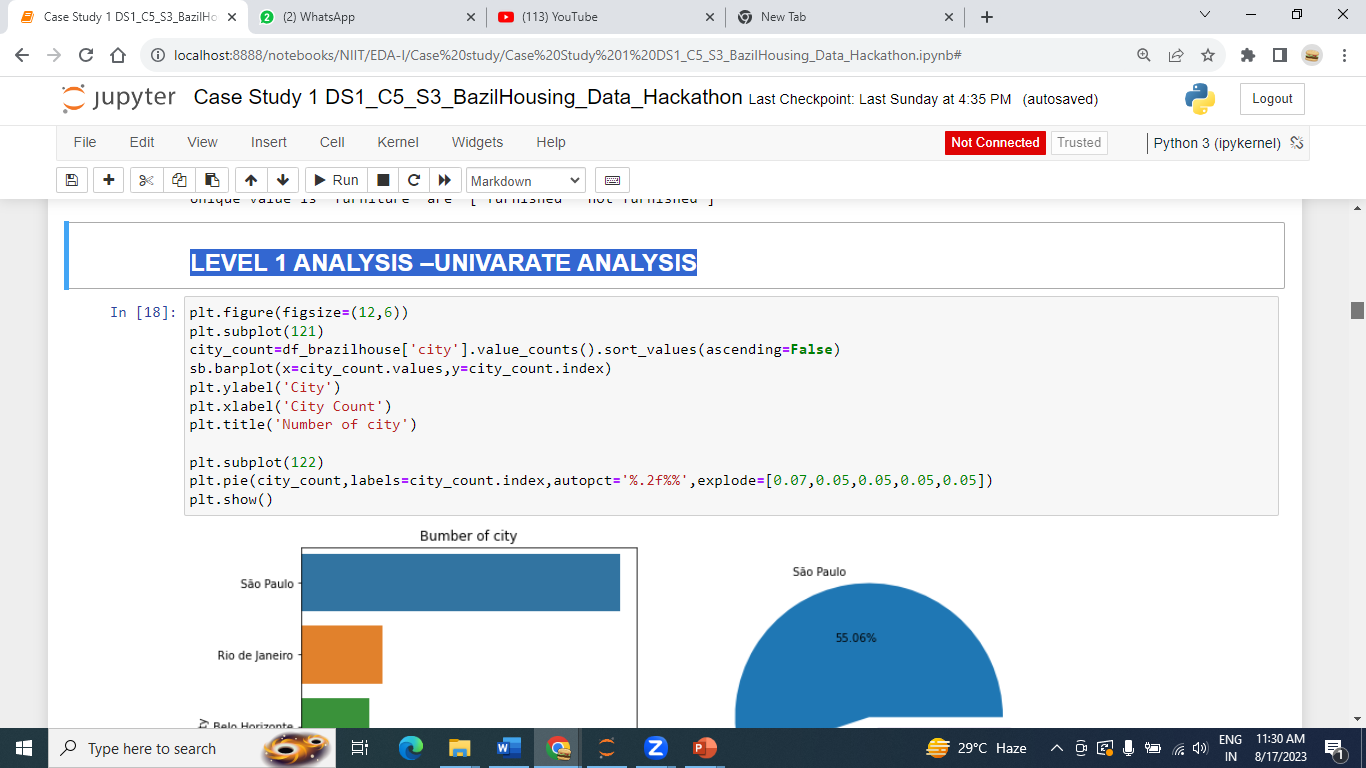 Case Study 1 DS1_C5_S3_BazilHo
(2) WhatsApp
(113) YouTube
New Tab
localhost:8888/notebooks/NIIT/EDA-I/Case%20study/Case%20Study%201%20DS1_C5_S3_BazilHousing_Data_Hackathon.ipynb#
jupyter Case Study 1 DS1_C5_S3_BazilHousing_Data_Hackathon Last Checkpoint: Last Sunday at 4:35 PM (autosaved)
Logout
File Edit View Insert Cell Kernel Widgets Help
Not Connected Trusted Python 3 (ipykernel)
Run Markdown
LEVEL 1 ANALYSIS –UNIVARATE ANALYSIS
In [18]:
plt.figure(figsize=(12,6))
plt.subplot(121)
city_count=df_brazilhouse['city'].value_counts().sort_values(ascending=False)
sb.barplot(x=city_count.values,y=city_count.index)
plt.ylabel('City')
plt.xlabel('City Count')
plt.title('Number of city')
plt.subplot(122)
plt.pie(city_count,labels=city_count.index,autopct='%.2f%%',explode=[0.07,0.05,0.05,0.05,0.05])
plt.show()
Bumber of city
São Paulo
Rio de Janeiro
Belo Horizonte
São Paulo
55.06%
Type here to search
29°C Haze
ENG
IN
11:30 AM
8/17/2023
1